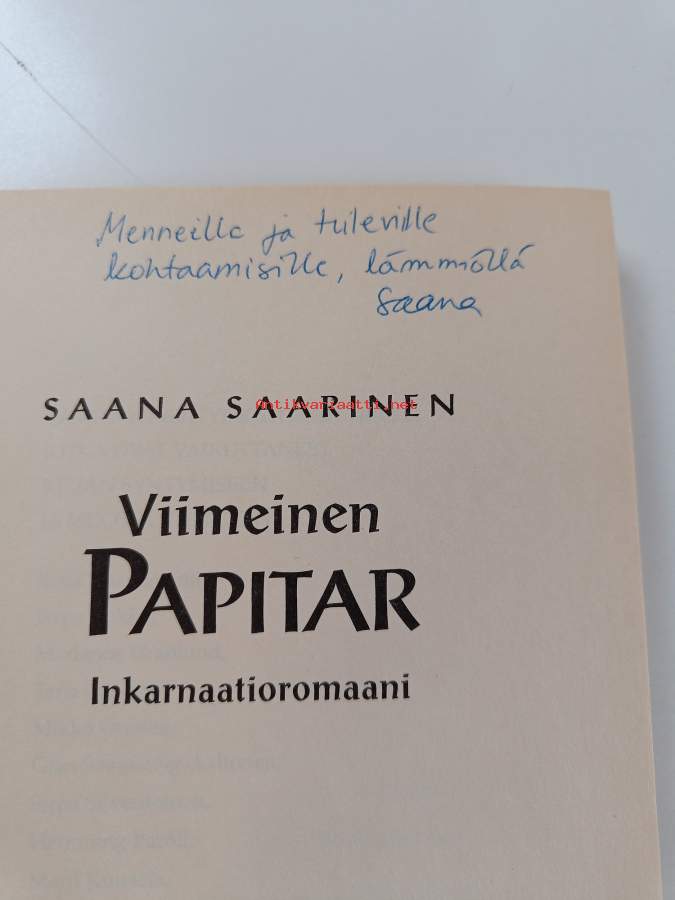 Menneille ja tuleville
kohtaamisille, lämmöllä
Saana
SAANA SAARINEN
Antikvariaatti.net
Viimeinen
PAPITAR
Inkarnaatioromaani